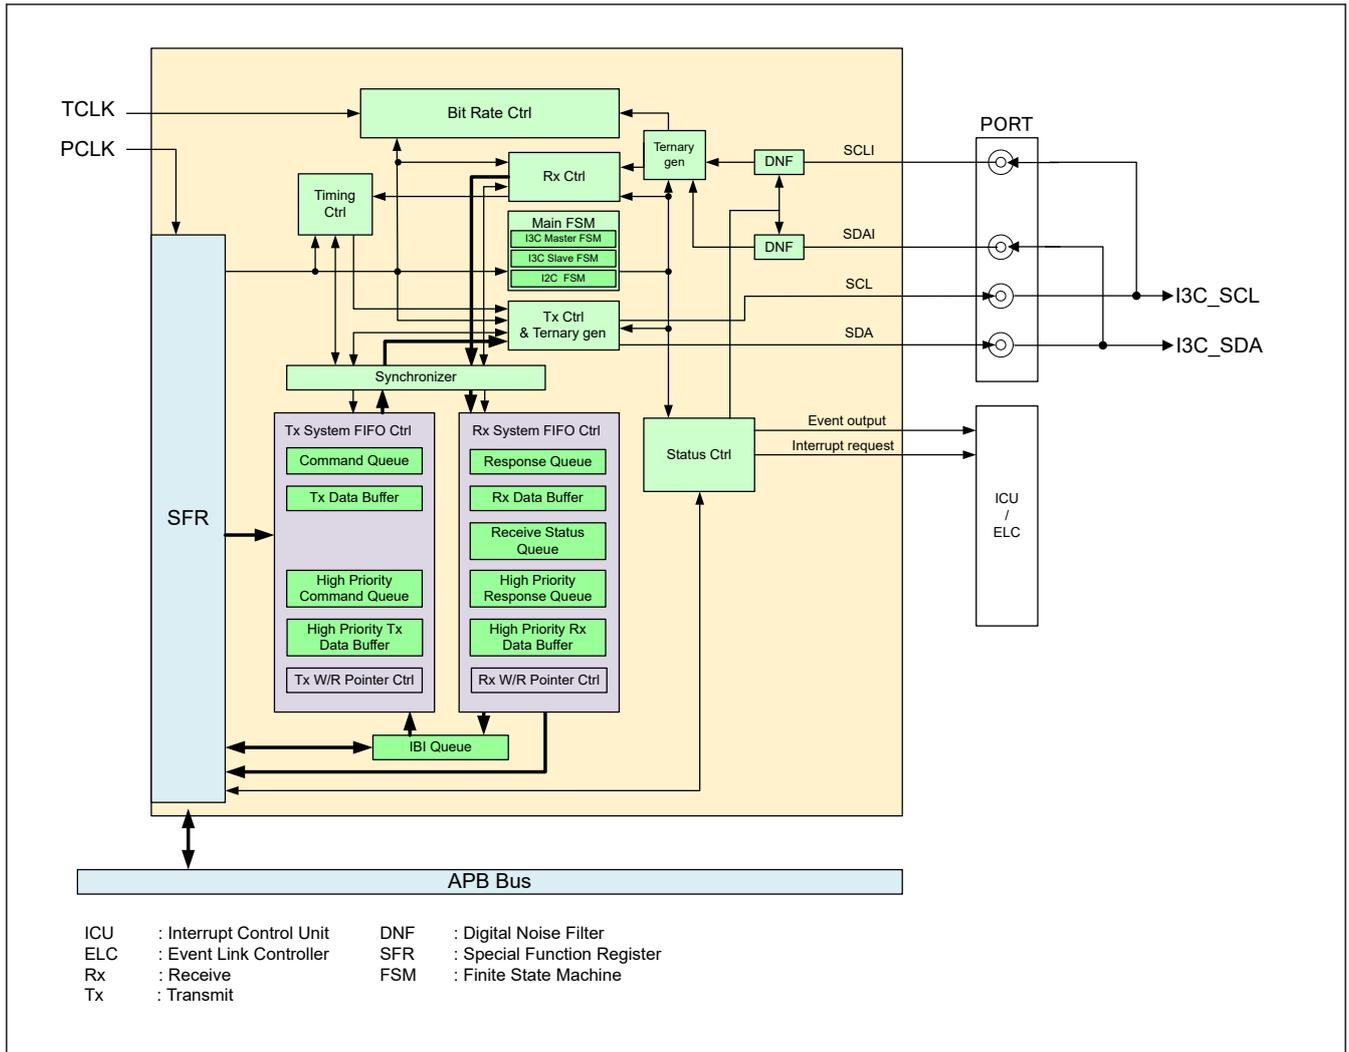 TCLK
PCLK
Bit Rate Ctrl
Ternary
gen
DNF
SCLI
PORT
Rx Ctrl
Timing
Ctrl
Main FSM
I3C Master FSM
I3C Slave FSM
I2C FSM
DNF
SDAI
SCL
I3C_SCL
Tx Ctrl
& Ternary gen
SDA
I3C_SDA
Synchronizer
SFR
Tx System FIFO Ctrl
Command Queue
Tx Data Buffer
High Priority
Command Queue
High Priority Tx
Data Buffer
Tx W/R Pointer Ctrl
Rx System FIFO Ctrl
Response Queue
Rx Data Buffer
Receive Status
Queue
High Priority
Response Queue
High Priority Rx
Data Buffer
Rx W/R Pointer Ctrl
Status Ctrl
Event output
Interrupt request
ICU
/
ELC
IBI Queue
APB Bus
ICU : Interrupt Control Unit
ELC : Event Link Controller
Rx : Receive
Tx : Transmit
DNF : Digital Noise Filter
SFR : Special Function Register
FSM : Finite State Machine